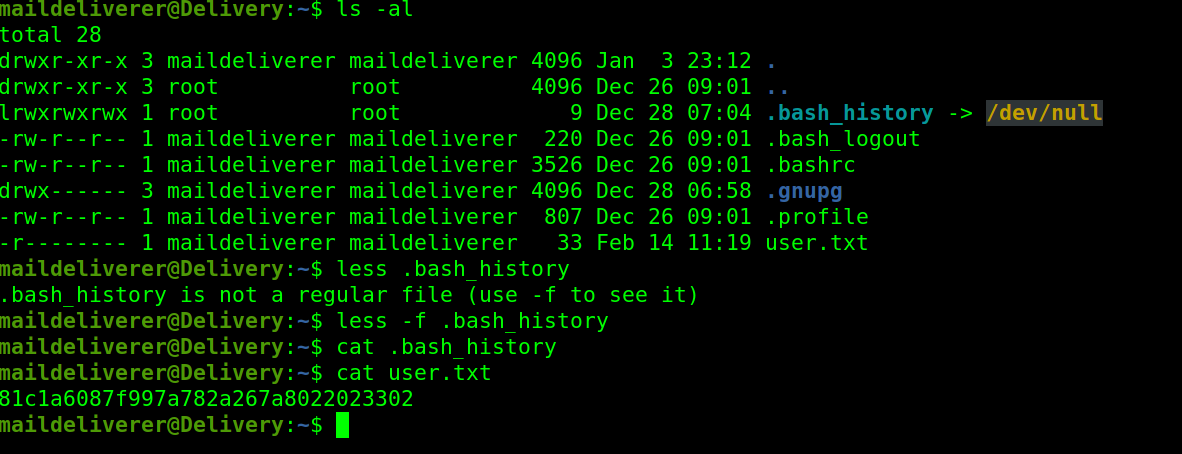 maildeliverer@Delivery:~$ ls -al
total 28
drwxr-xr-x 3 maildeliverer maildeliverer 4096 Jan  3 23:12 .
drwxr-xr-x 3 root          root          4096 Dec 26 09:01 ..
lrwxrwxrwx 1 root          root             9 Dec 28 07:04 .bash_history -> /dev/null
-rw-r--r-- 1 maildeliverer maildeliverer  220 Dec 26 09:01 .bash_logout
-rw-r--r-- 1 maildeliverer maildeliverer 3526 Dec 26 09:01 .bashrc
drwx------ 3 maildeliverer maildeliverer 4096 Dec 28 06:58 .gnupg
-rw-r--r-- 1 maildeliverer maildeliverer  807 Dec 26 09:01 .profile
-r-------- 1 maildeliverer maildeliverer   33 Feb 14 11:19 user.txt
maildeliverer@Delivery:~$ less .bash_history
.bash_history is not a regular file (use -f to see it)
maildeliverer@Delivery:~$ less -f .bash_history
maildeliverer@Delivery:~$ cat .bash_history
maildeliverer@Delivery:~$ cat user.txt
81c1a6087f997a782a267a8022023302
maildeliverer@Delivery:~$